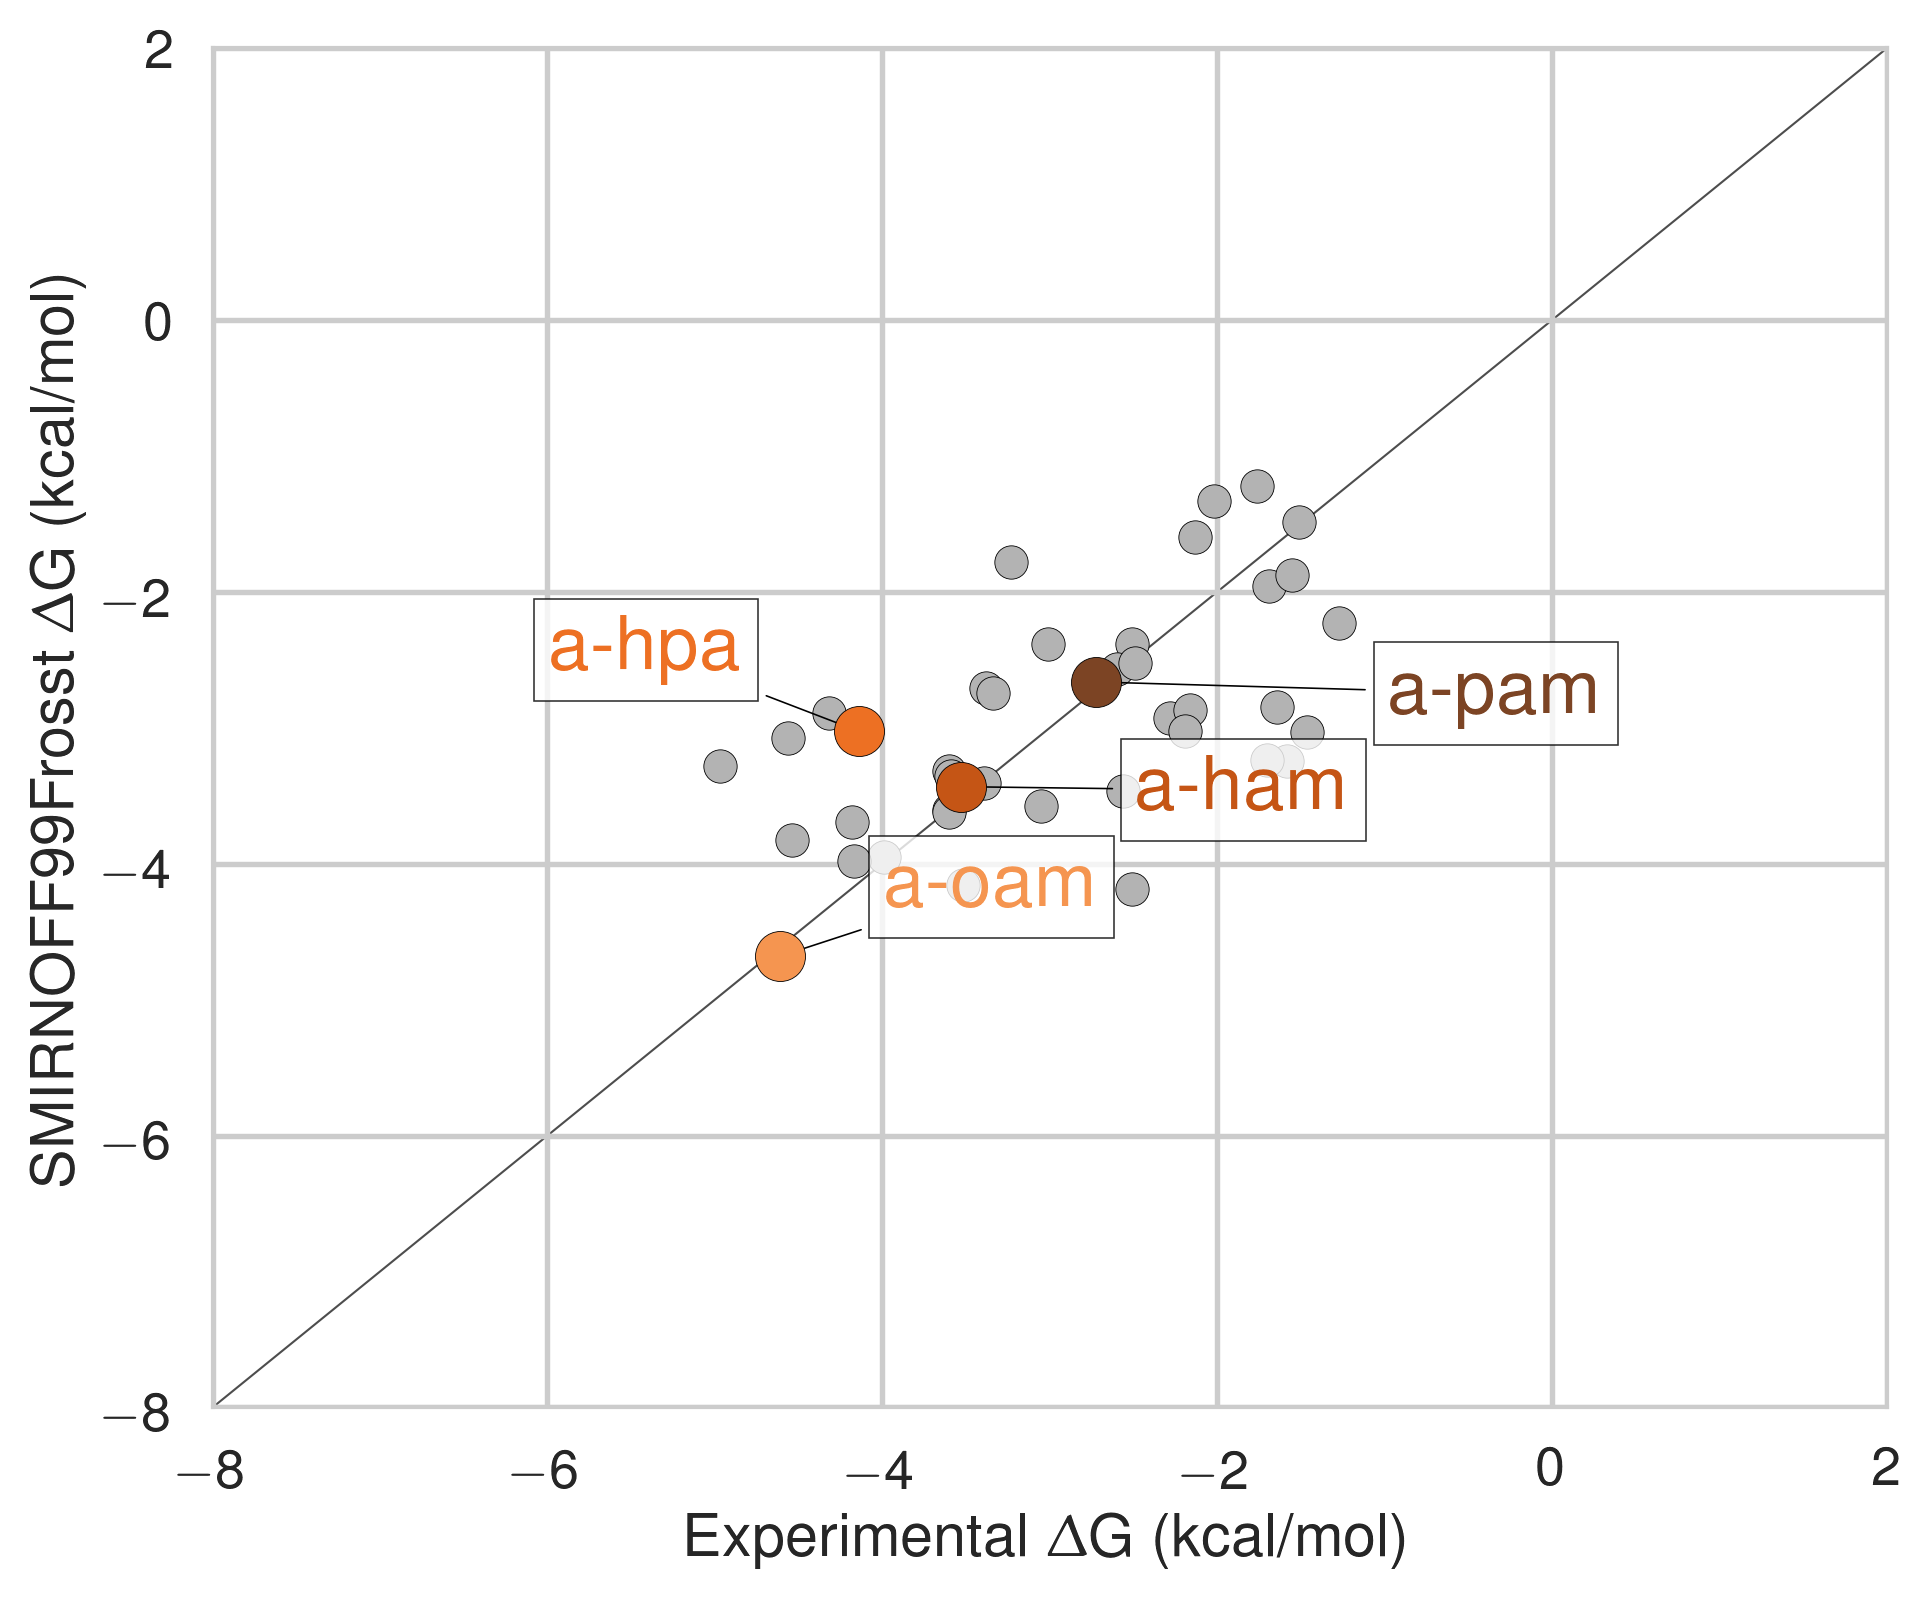 SMIRNOFF99Frosst ΔG (kcal/mol)
2
0
−2
−4
−6
−8
a-hpa
a-pam
a-ham
a-oam
−8 −6 −4 −2 0 2
Experimental ΔG (kcal/mol)